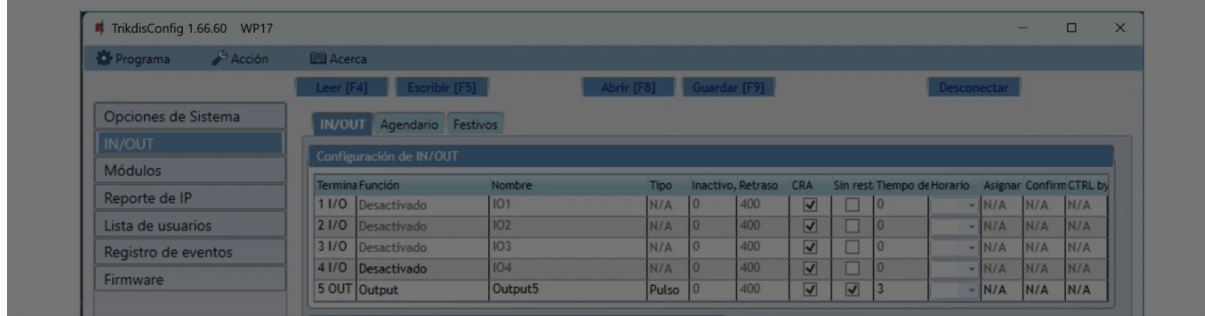 TrikdisConfig 1.66.60 WP17
Programa Acción Acerca
Leer [F4] Escribir [F5] Abrir [F8] Guardar [F9] Desconectar
Opciones de Sistema
IN/OUT
Módulos
Reporte de IP
Lista de usuarios
Registro de eventos
Firmware
IN/OUT Agendario Festivos
Configuración de IN/OUT
Termina Función Nombre Tipo Inactivo, Retraso CRA Sin rest Tiempo de Horario Asignar Confirm CTRL by
1 I/O Desactivado IO1 N/A 0 400 0 N/A N/A N/A
2 I/O Desactivado IO2 N/A 0 400 0 N/A N/A N/A
3 I/O Desactivado IO3 N/A 0 400 0 N/A N/A N/A
4 I/O Desactivado IO4 N/A 0 400 0 N/A N/A N/A
5 OUT Output Output5 Pulso 0 400 3 N/A N/A N/A